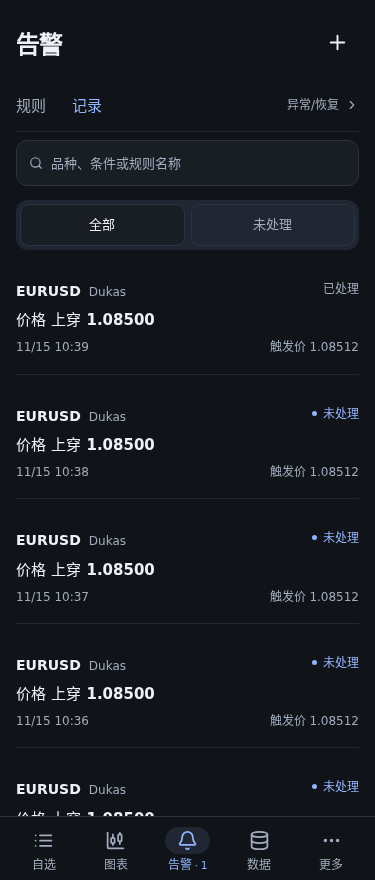 告警
规则 记录 异常/恢复
品种、条件或规则名称
全部 未处理
EURUSD Dukas 已处理
价格 上穿 1.08500
11/15 10:39 触发价 1.08512
EURUSD Dukas 未处理
价格 上穿 1.08500
11/15 10:38 触发价 1.08512
EURUSD Dukas 未处理
价格 上穿 1.08500
11/15 10:37 触发价 1.08512
EURUSD Dukas 未处理
价格 上穿 1.08500
11/15 10:36 触发价 1.08512
EURUSD Dukas 未处理
价格 上穿 1.08500
自选 图表 告警 · 1 数据 更多